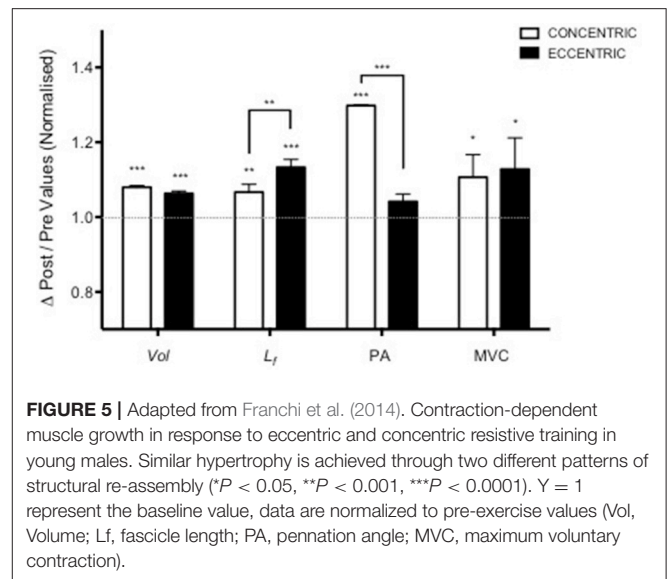 CONCENTRIC
ECCENTRIC
Δ Post / Pre Values (Normalised)
1.4
1.2
1.0
0.8
***
***
**
**
***
***
***
*
*
Vol
Lf
PA
MVC
FIGURE 5 | Adapted from Franchi et al. (2014). Contraction-dependent
muscle growth in response to eccentric and concentric resistive training in
young males. Similar hypertrophy is achieved through two different patterns of
structural re-assembly (*P < 0.05, **P < 0.001, ***P < 0.0001). Y = 1
represent the baseline value, data are normalized to pre-exercise values (Vol,
Volume; Lf, fascicle length; PA, pennation angle; MVC, maximum voluntary
contraction).